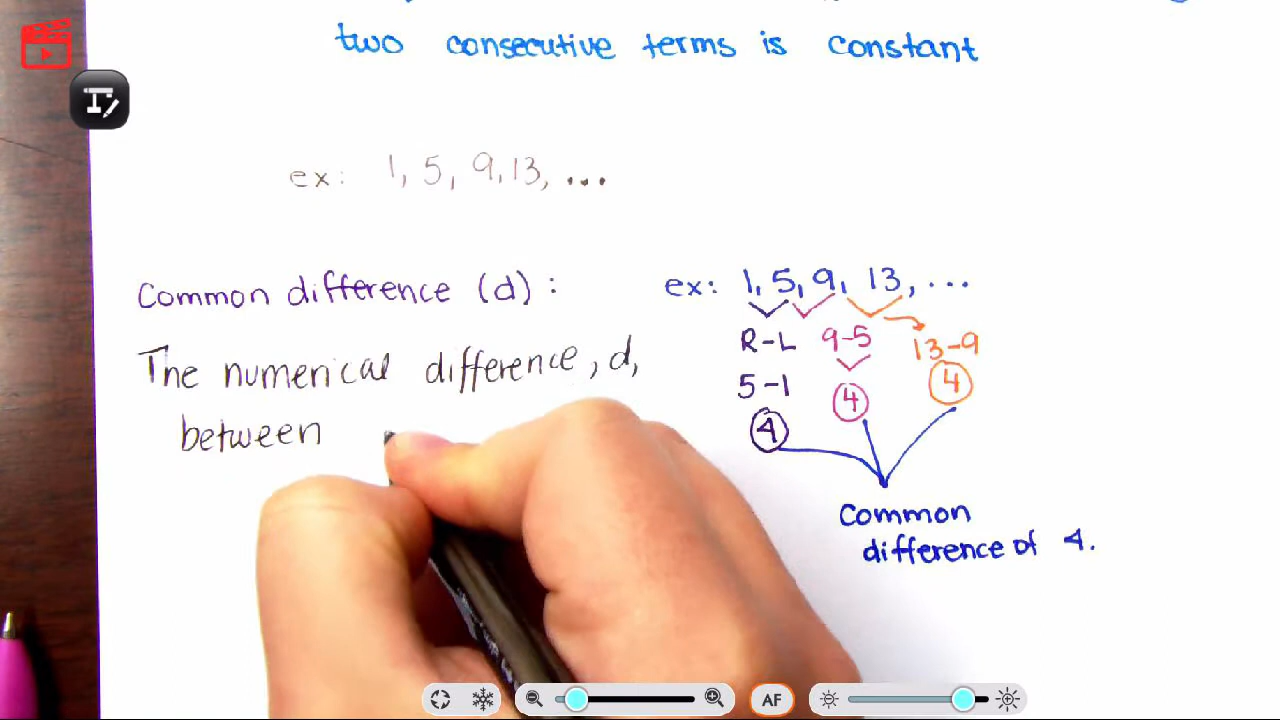 two consecutive terms is constant
ex: 1, 5, 9, 13, ...
Common difference (d):
The numerical difference, d,
between
ex: 1, 5, 9, 13, ...
R-L 9-5 13-9
5-1 4 4
4
Common
difference of 4.
AF